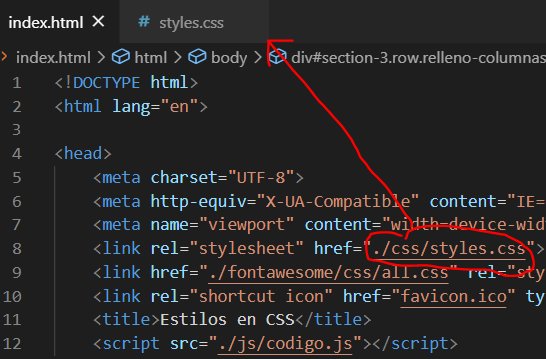 index.html × # styles.css
index.html > html > body > div#section-3.row.relleno-columnas
1 <!DOCTYPE html>
2 <html lang="en">
3
4 <head>
5 <meta charset="UTF-8">
6 <meta http-equiv="X-UA-Compatible" content="IE=
7 <meta name="viewport" content="width=device-wid
8 <link rel="stylesheet" href="./css/styles.css">
9 <link href="./fontawesome/css/all.css" rel="sty
10 <link rel="shortcut icon" href="favicon.ico" ty
11 <title>Estilos en CSS</title>
12 <script src="./js/codigo.js"></script>